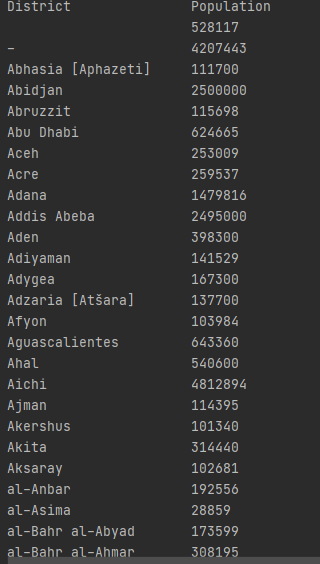 District Population
528117
– 4207443
Abhasia [Aphazeti] 111700
Abidjan 2500000
Abruzzit 115698
Abu Dhabi 624665
Aceh 253009
Acre 259537
Adana 1479816
Addis Abeba 2495000
Aden 398300
Adiyaman 141529
Adygea 167300
Adzaria [Atšara] 137700
Afyon 103984
Aguascalientes 643360
Ahal 540600
Aichi 4812894
Ajman 114395
Akershus 101340
Akita 314440
Aksaray 102681
al-Anbar 192556
al-Asima 28859
al-Bahr al-Abyad 173599
al-Bahr al-Ahmar 308195